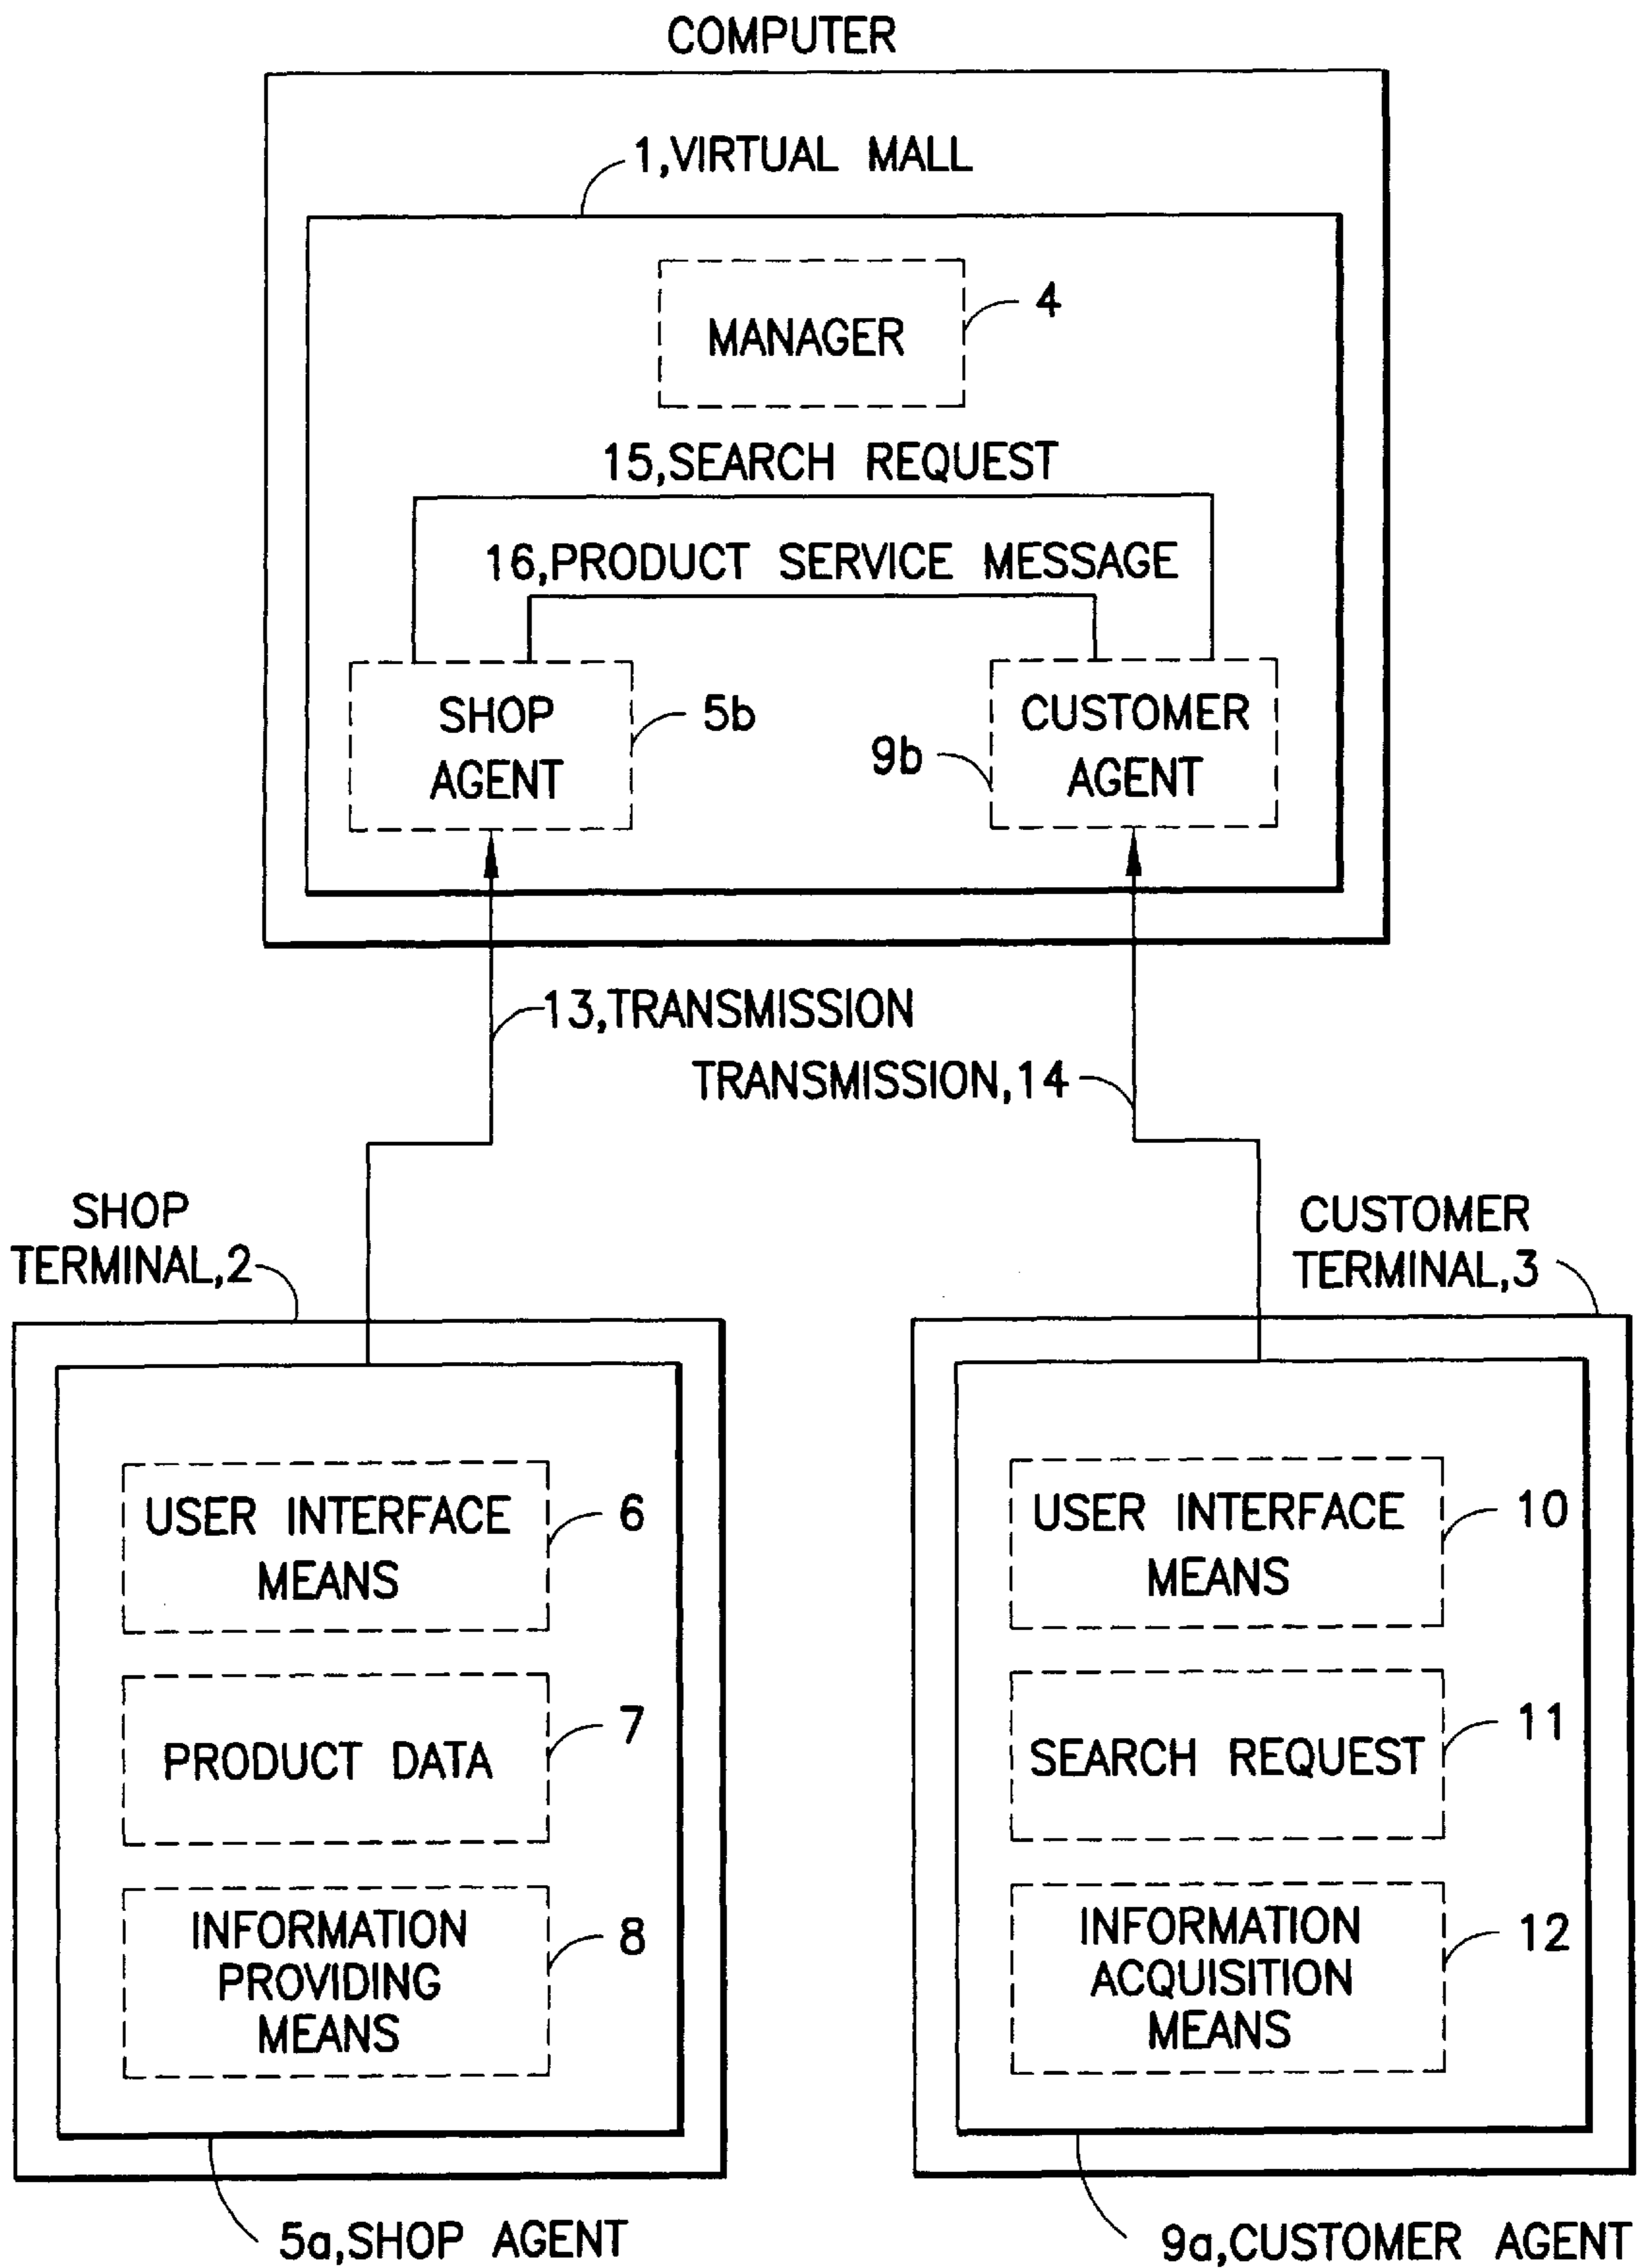 COMPUTER
1,VIRTUAL MALL
4
MANAGER
15,SEARCH REQUEST
16,PRODUCT SERVICE MESSAGE
SHOP
AGENT
5b
9b
CUSTOMER
AGENT
13,TRANSMISSION
TRANSMISSION,14
SHOP
TERMINAL,2
CUSTOMER
TERMINAL,3
USER INTERFACE
MEANS
6
PRODUCT DATA
7
INFORMATION
PROVIDING
MEANS
8
5a,SHOP AGENT
USER INTERFACE
MEANS
10
SEARCH REQUEST
11
INFORMATION
ACQUISITION
MEANS
12
9a,CUSTOMER AGENT